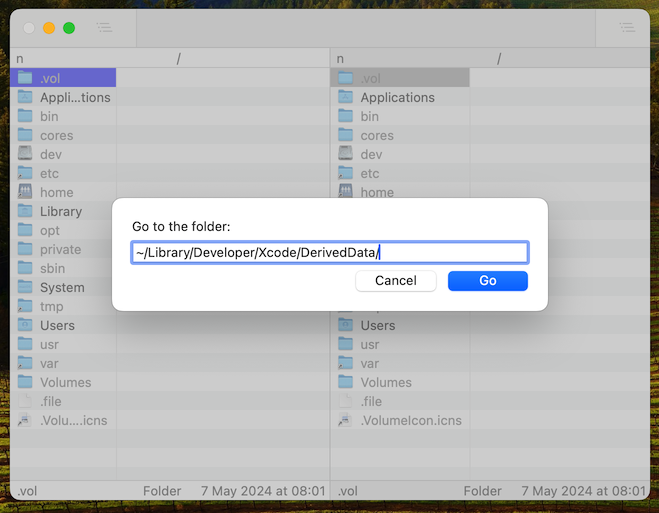 n / n /
.vol .vol
Appli...tions Applications
bin bin
cores cores
dev dev
etc etc
home home
Library
Go to the folder:
opt
~/Library/Developer/Xcode/DerivedData/
private
sbin
Cancel Go
System
tmp
Users Users
usr usr
var var
Volumes Volumes
.file .file
.Volu....icns .VolumeIcon.icns
.vol Folder 7 May 2024 at 08:01 .vol Folder 7 May 2024 at 08:01